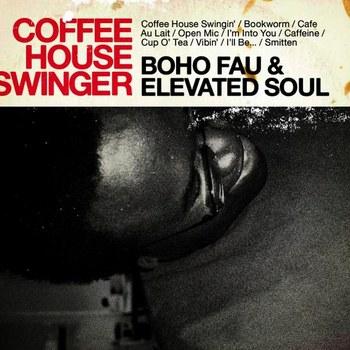 COFFEE
HOUSE
SWINGER
Coffee House Swingin' / Bookworm / Cafe
Au Lait / Open Mic / I'm Into You / Caffeine /
Cup O' Tea / Vibin' / I'll Be... / Smitten
BOHO FAU &
ELEVATED SOUL